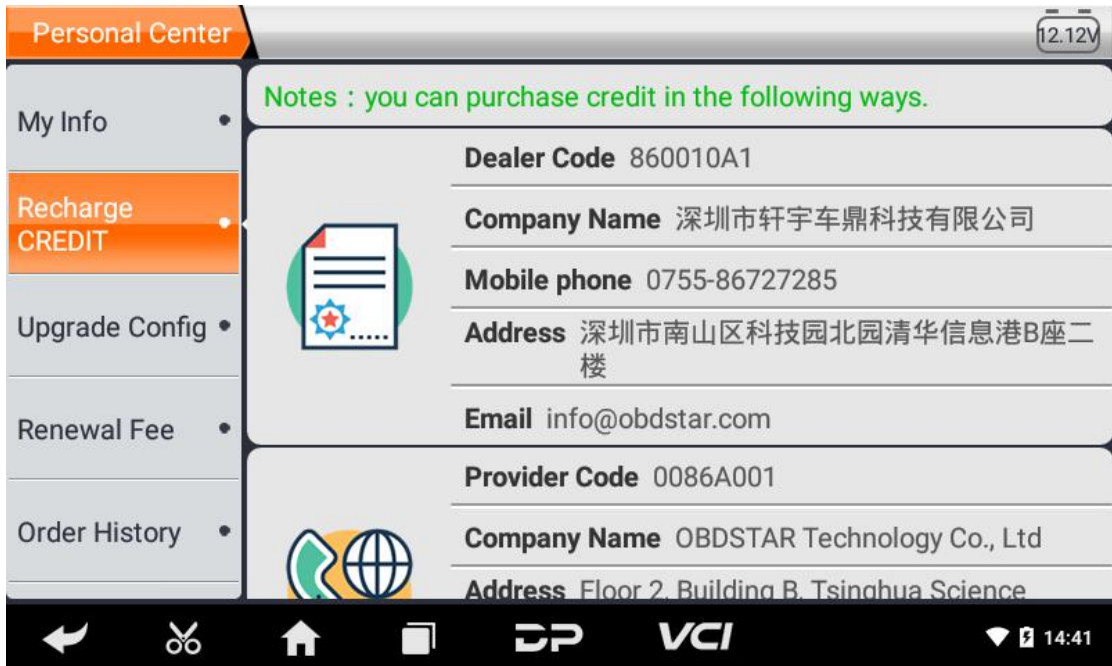 Personal Center
12.12V
My Info
Recharge
CREDIT
Upgrade Config
Renewal Fee
Order History
Notes : you can purchase credit in the following ways.
Dealer Code 860010A1
Company Name 深圳市轩宇车鼎科技有限公司
Mobile phone 0755-86727285
Address 深圳市南山区科技园北园清华信息港B座二
楼
Email info@obdstar.com
Provider Code 0086A001
Company Name OBDSTAR Technology Co., Ltd
Address Floor 2, Building B, Tsinghua Science
DP VCI 14:41